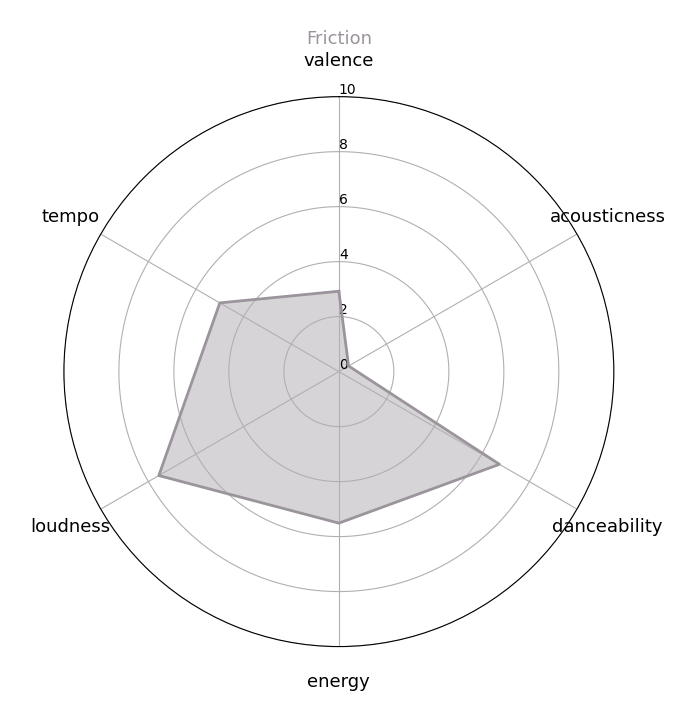 Friction
valence
10
8
6
4
2
0
tempo
acousticness
loudness
danceability
energy